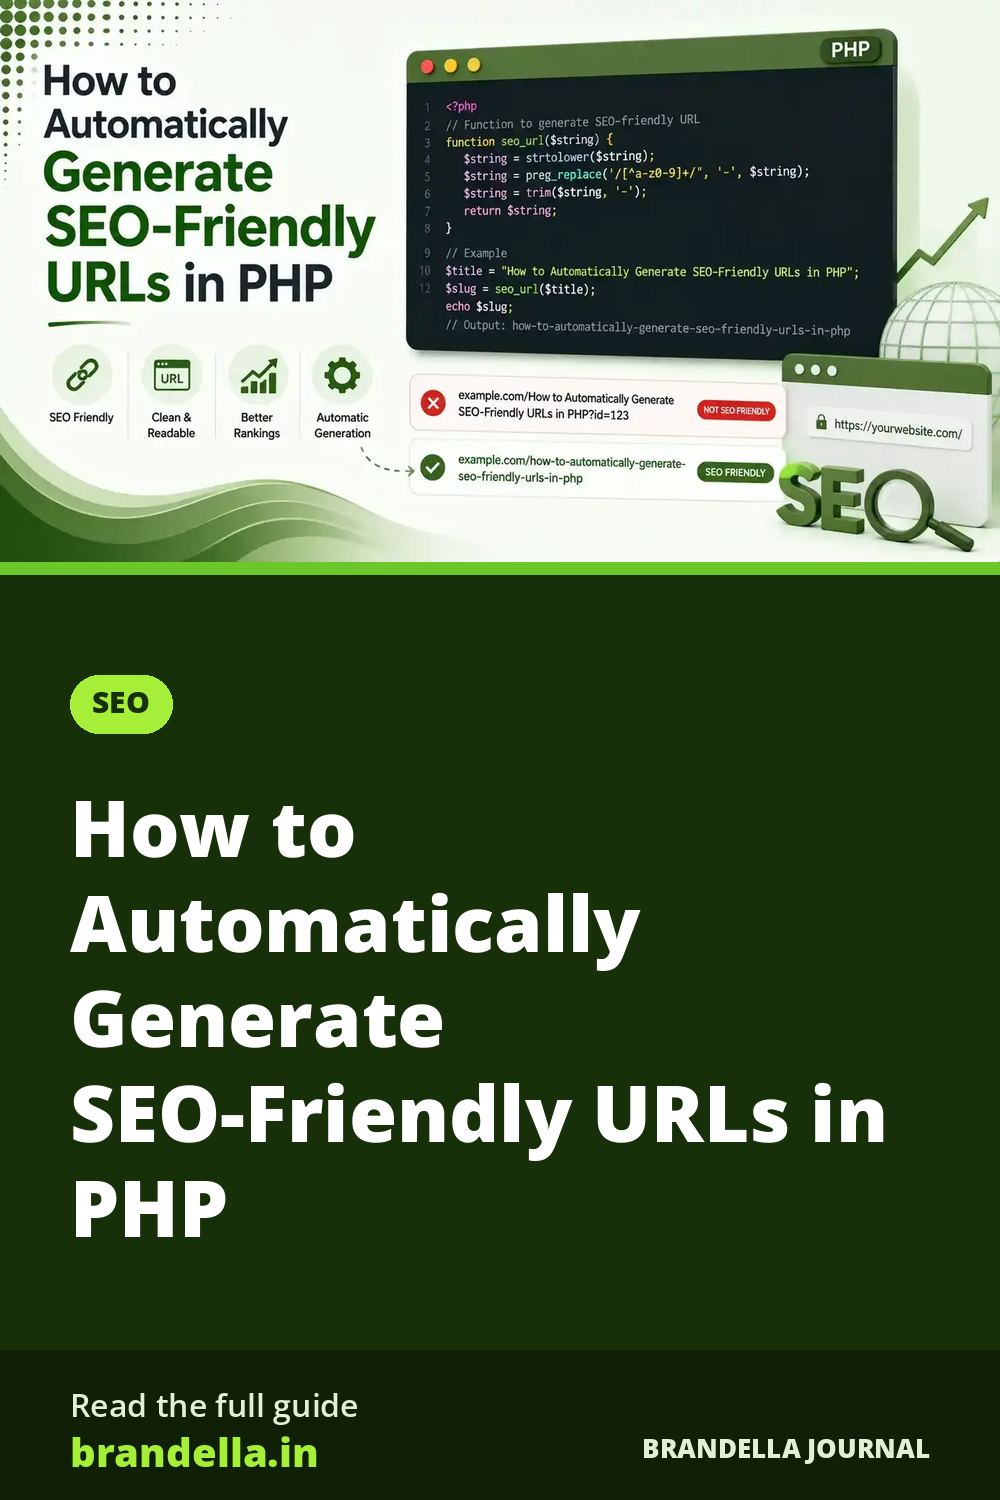 How to
Automatically
Generate
SEO-Friendly
URLs in PHP
SEO Friendly
URL
Clean &
Readable
Better
Rankings
Automatic
Generation
PHP
1 <?php
2 // Function to generate SEO-friendly URL
3 function seo_url($string) {
4 $string = strtolower($string);
5 $string = preg_replace('/[^a-z0-9]+/", '-', $string);
6 $string = trim($string, '-');
7 return $string;
8 }
9 // Example
10 $title = "How to Automatically Generate SEO-Friendly URLs in PHP";
12 $slug = seo_url($title);
echo $slug;
// Output: how-to-automatically-generate-seo-friendly-urls-in-php
example.com/How to Automatically Generate
SEO-Friendly URLs in PHP?id=123
NOT SEO FRIENDLY
example.com/how-to-automatically-generate-
seo-friendly-urls-in-php
SEO FRIENDLY
https://yourwebsite.com/
SEO
SEO
How to
Automatically
Generate
SEO-Friendly URLs in
PHP
Read the full guide
brandella.in
BRANDELLA JOURNAL